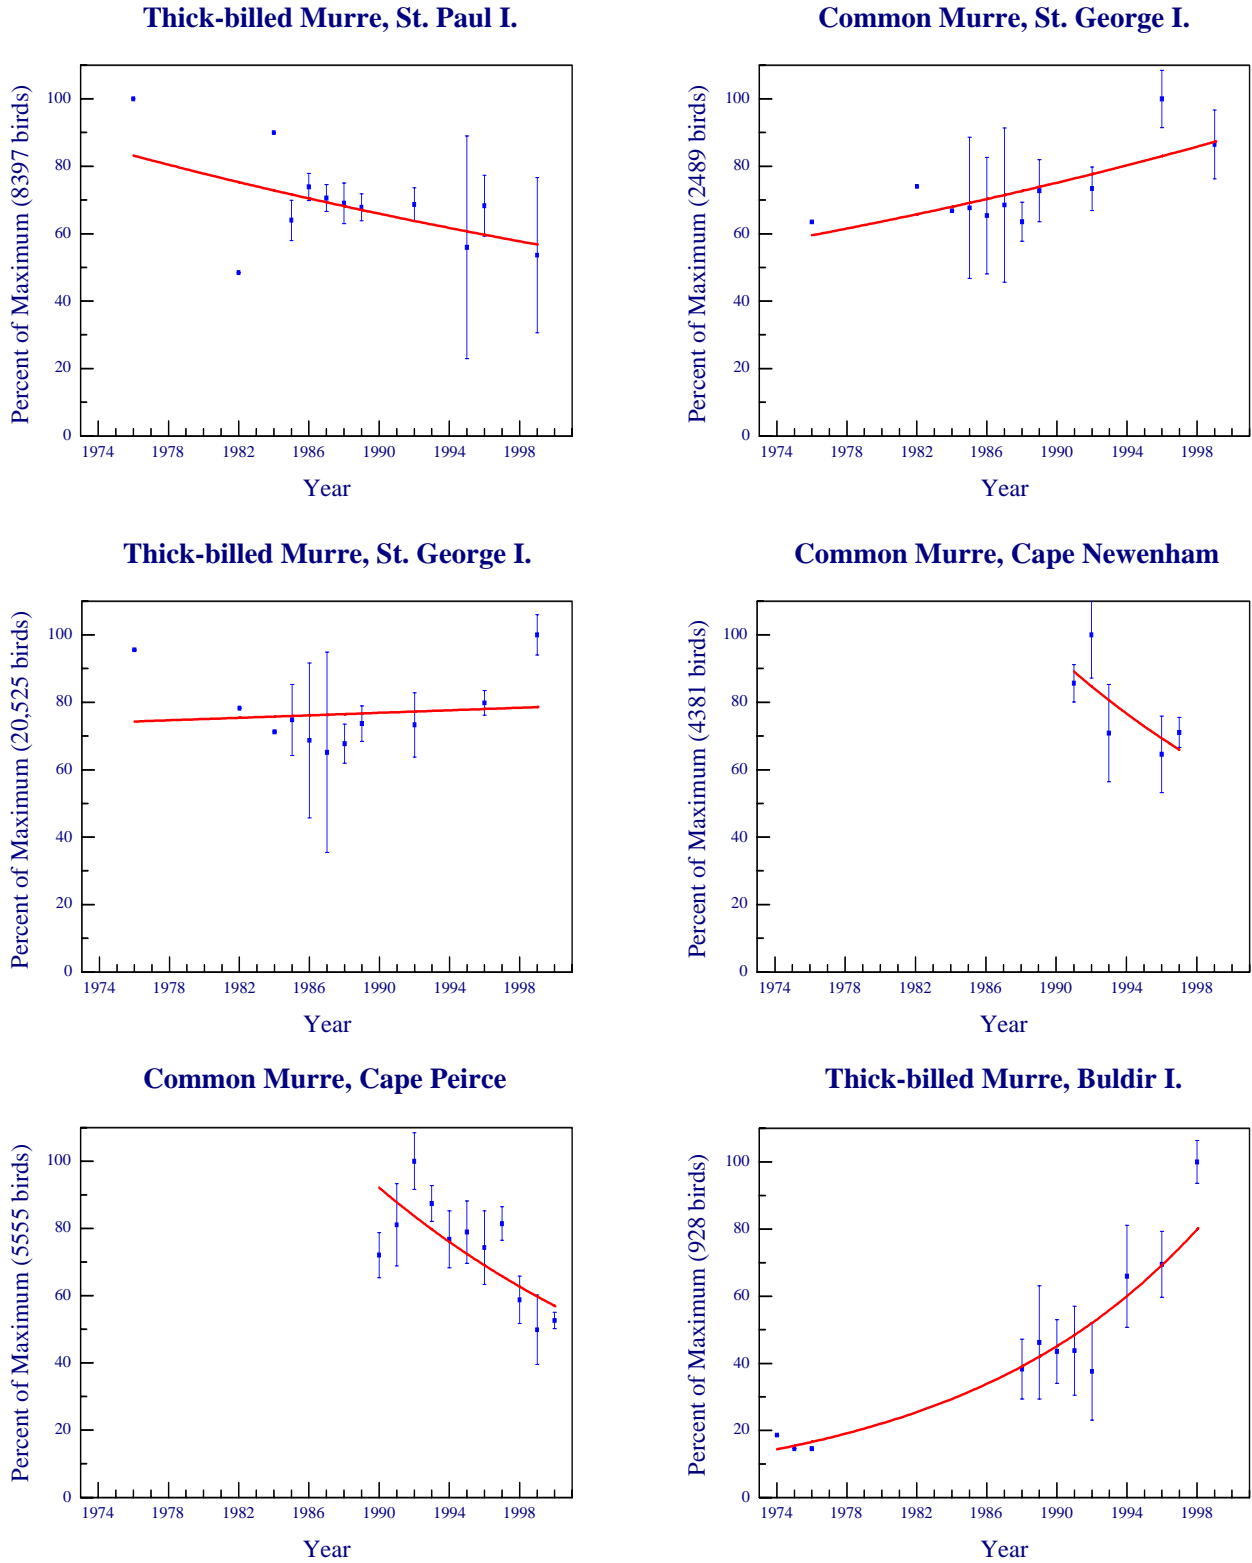 Thick-billed Murre, St. Paul I.
Percent of Maximum (8397 birds)
100
80
60
40
20
0
1974 1978 1982 1986 1990 1994 1998
Year
Common Murre, St. George I.
Percent of Maximum (2489 birds)
100
80
60
40
20
0
1974 1978 1982 1986 1990 1994 1998
Year
Thick-billed Murre, St. George I.
Percent of Maximum (20,525 birds)
100
80
60
40
20
0
1974 1978 1982 1986 1990 1994 1998
Year
Common Murre, Cape Newenham
Percent of Maximum (4381 birds)
100
80
60
40
20
0
1974 1978 1982 1986 1990 1994 1998
Year
Common Murre, Cape Peirce
Percent of Maximum (5555 birds)
100
80
60
40
20
0
1974 1978 1982 1986 1990 1994 1998
Year
Thick-billed Murre, Buldir I.
Percent of Maximum (928 birds)
100
80
60
40
20
0
1974 1978 1982 1986 1990 1994 1998
Year